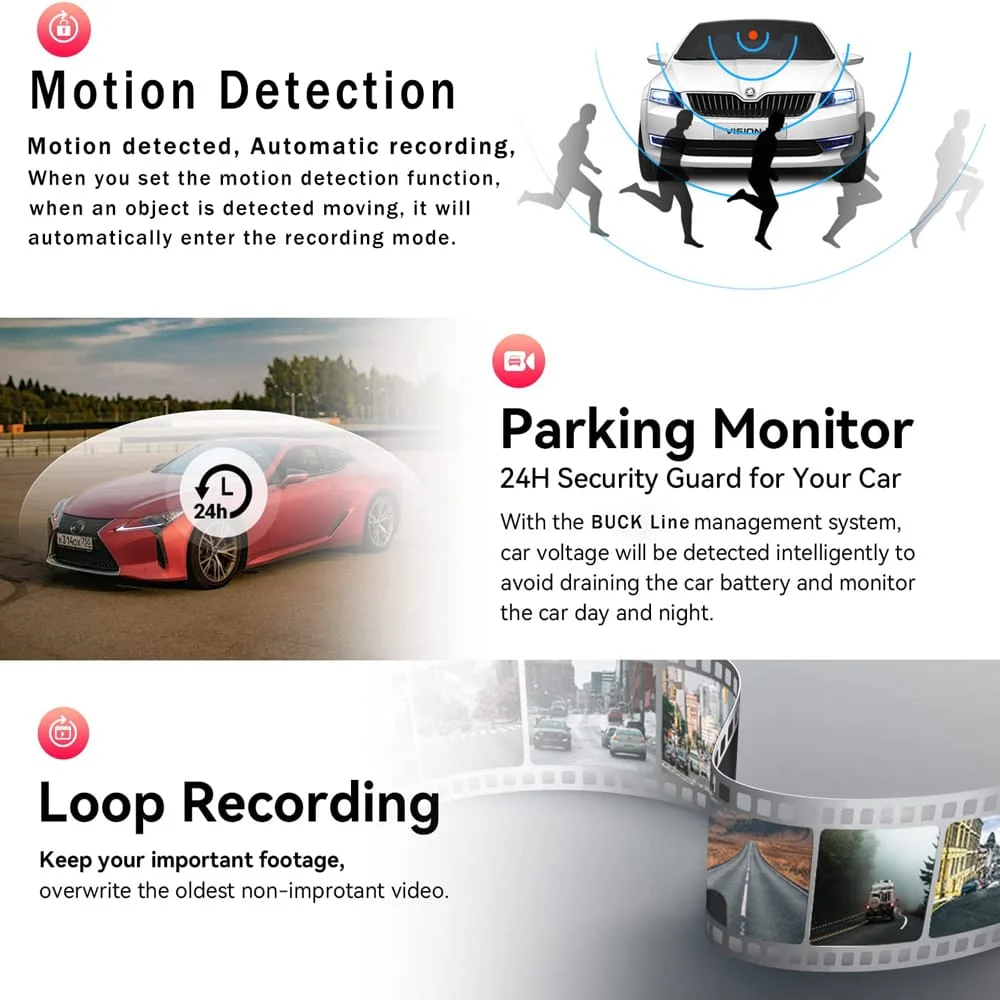 Motion Detection
Motion detected, Automatic recording,
When you set the motion detection function,
when an object is detected moving, it will
automatically enter the recording mode.
VISION
24h
K314OX750
Parking Monitor
24H Security Guard for Your Car
With the BUCK Line management system,
car voltage will be detected intelligently to
avoid draining the car battery and monitor
the car day and night.
Loop Recording
Keep your important footage,
overwrite the oldest non-improtant video.